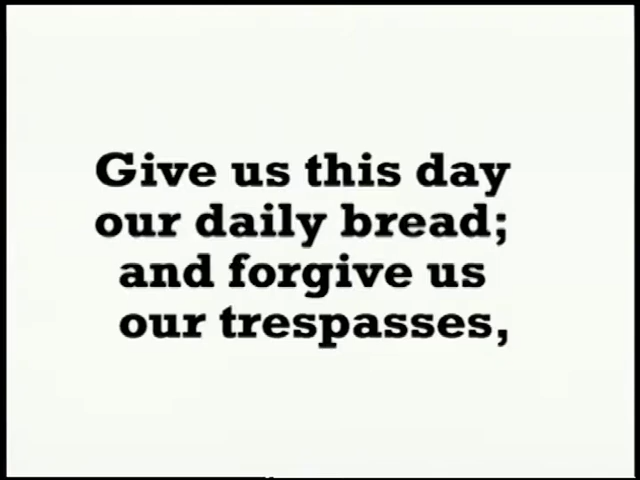 Give us this day
our daily bread;
and forgive us
our trespasses,